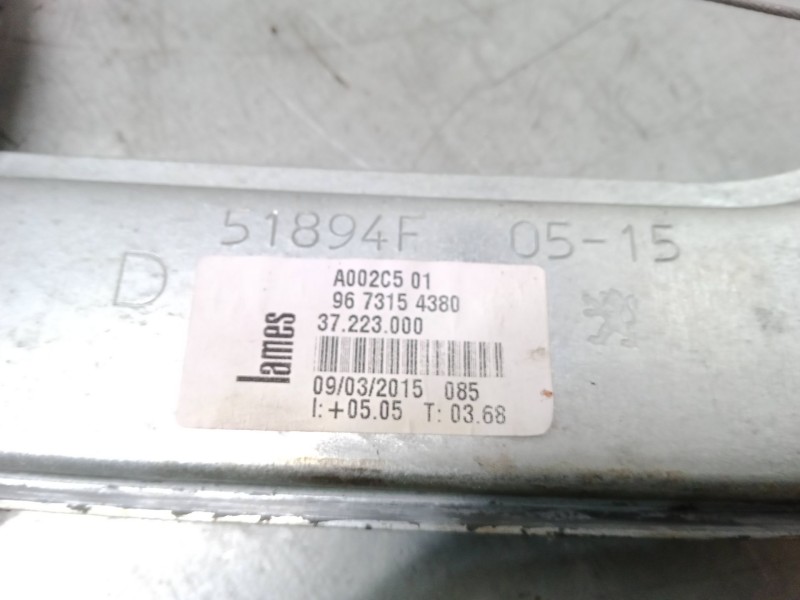 51894F 05-15
D
A002C5 01
96 7315 4380
37.223.000
lames
09/03/2015 085
I:+05.05 T: 03.68